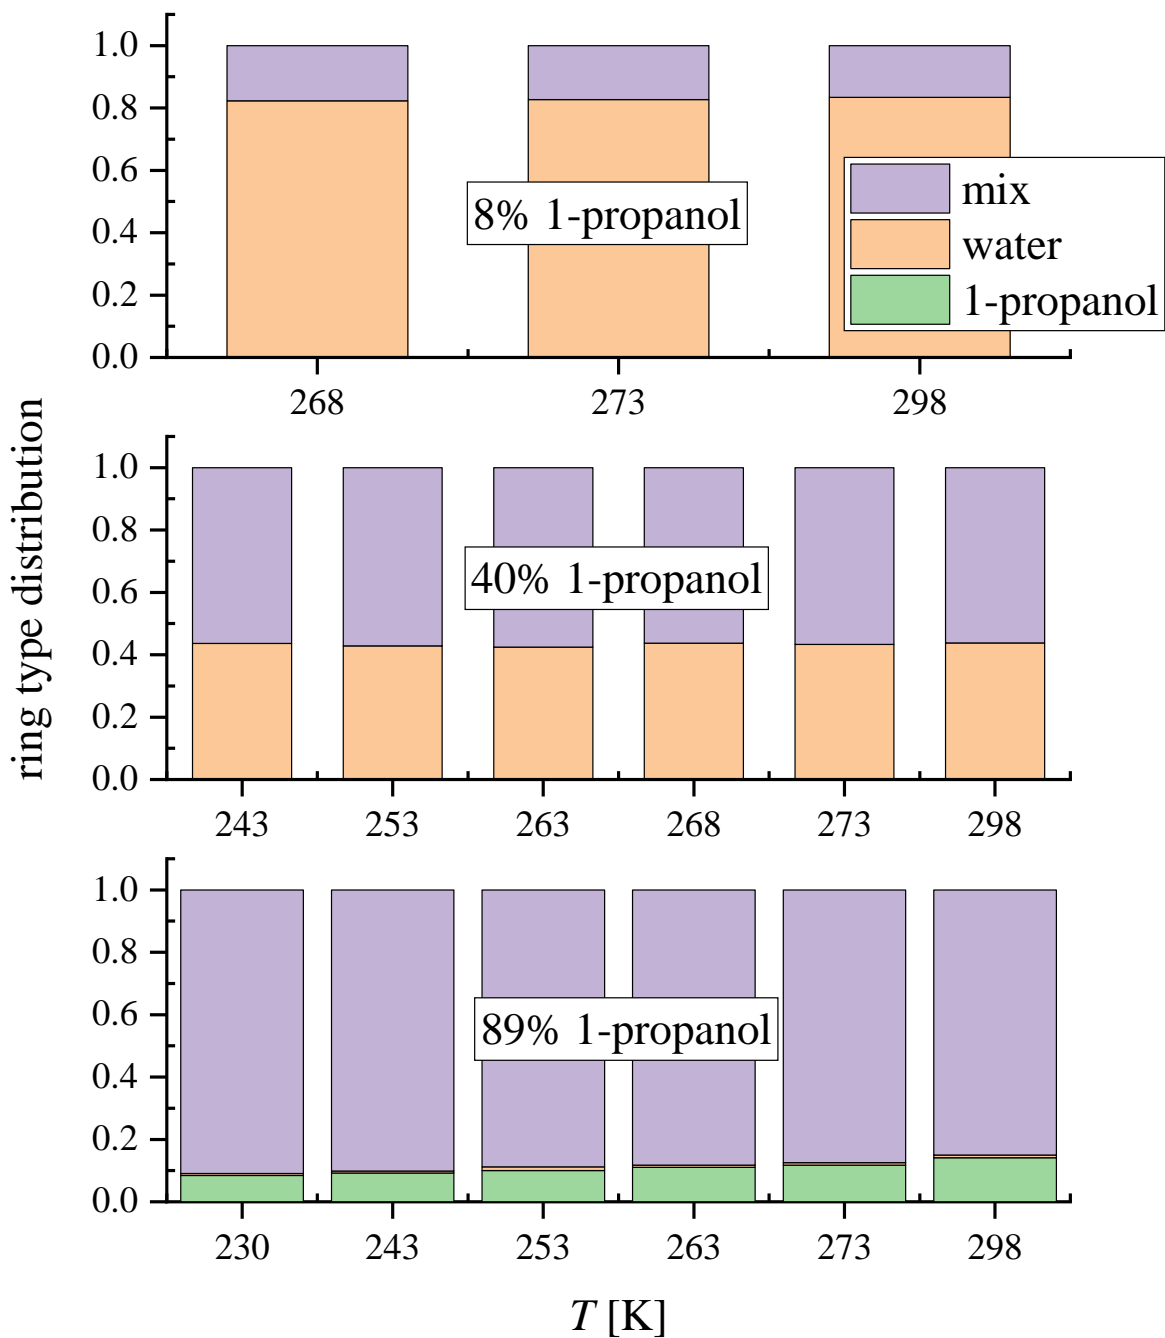 ring type distribution
1.0
0.8
0.6
0.4
0.2
0.0
8% 1-propanol
mix
water
1-propanol
268 273 298
1.0
0.8
0.6
0.4
0.2
0.0
40% 1-propanol
243 253 263 268 273 298
1.0
0.8
0.6
0.4
0.2
0.0
89% 1-propanol
230 243 253 263 273 298
T [K]